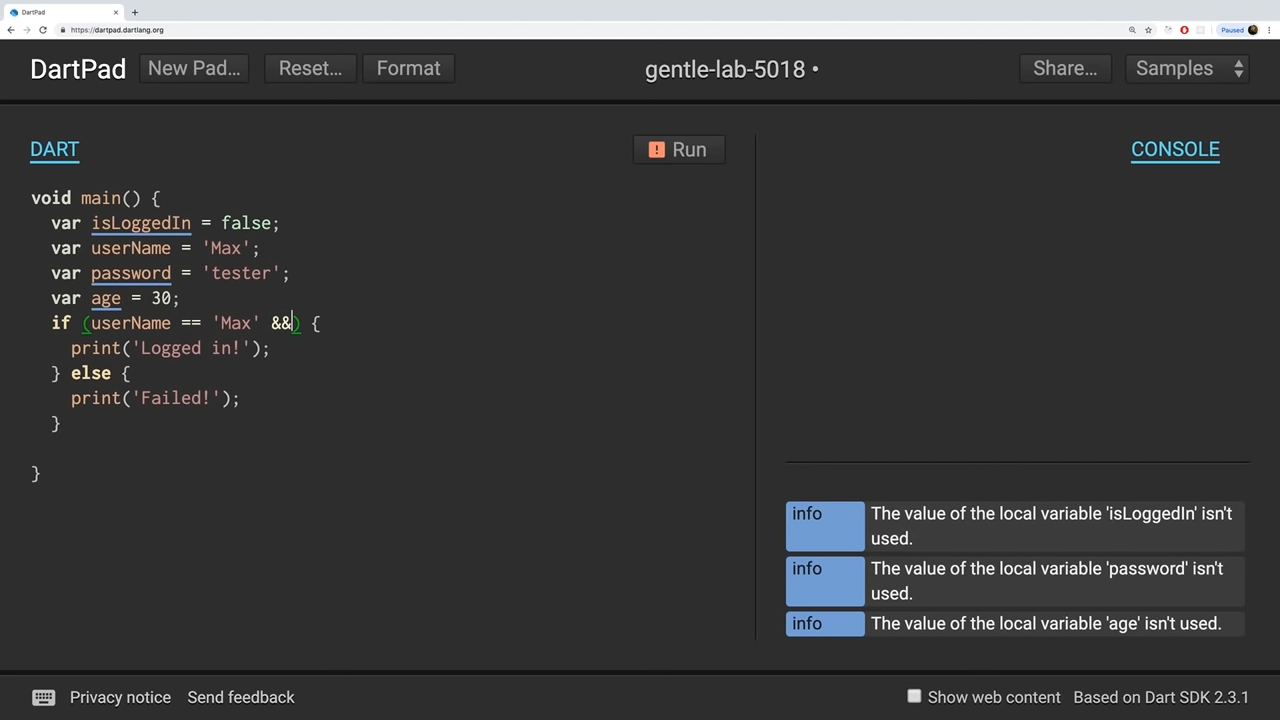 DartPad
https://dartpad.dartlang.org
Paused
DartPad
New Pad...
Reset...
Format
gentle-lab-5018 •
Share...
Samples
DART
! Run
CONSOLE
void main() {
  var isLoggedIn = false;
  var userName = 'Max';
  var password = 'tester';
  var age = 30;
  if (userName == 'Max' &&) {
    print('Logged in!');
  } else {
    print('Failed!');
  }
}
info
The value of the local variable 'isLoggedIn' isn't
used.
info
The value of the local variable 'password' isn't
used.
info
The value of the local variable 'age' isn't used.
Privacy notice
Send feedback
Show web content
Based on Dart SDK 2.3.1